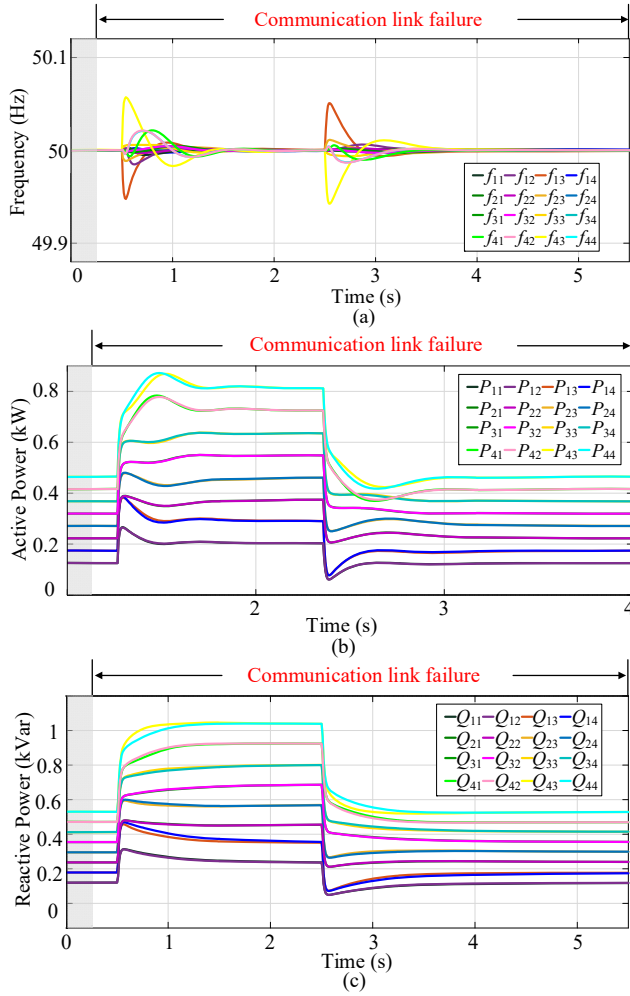 Communication link failure
50.1
50
49.9
Frequency (Hz)
f11 f12 f13 f14
f21 f22 f23 f24
f31 f32 f33 f34
f41 f42 f43 f44
1 2 3 4 5
Time (s)
(a)
Communication link failure
0.8
0.6
0.4
0.2
0
Active Power (kW)
P11 P12 P13 P14
P21 P22 P23 P24
P31 P32 P33 P34
P41 P42 P43 P44
2 3 4
Time (s)
(b)
Communication link failure
1
0.8
0.6
0.4
0.2
0
Reactive Power (kVar)
Q11 Q12 Q13 Q14
Q21 Q22 Q23 Q24
Q31 Q32 Q33 Q34
Q41 Q42 Q43 Q44
0 1 2 3 4 5
Time (s)
(c)